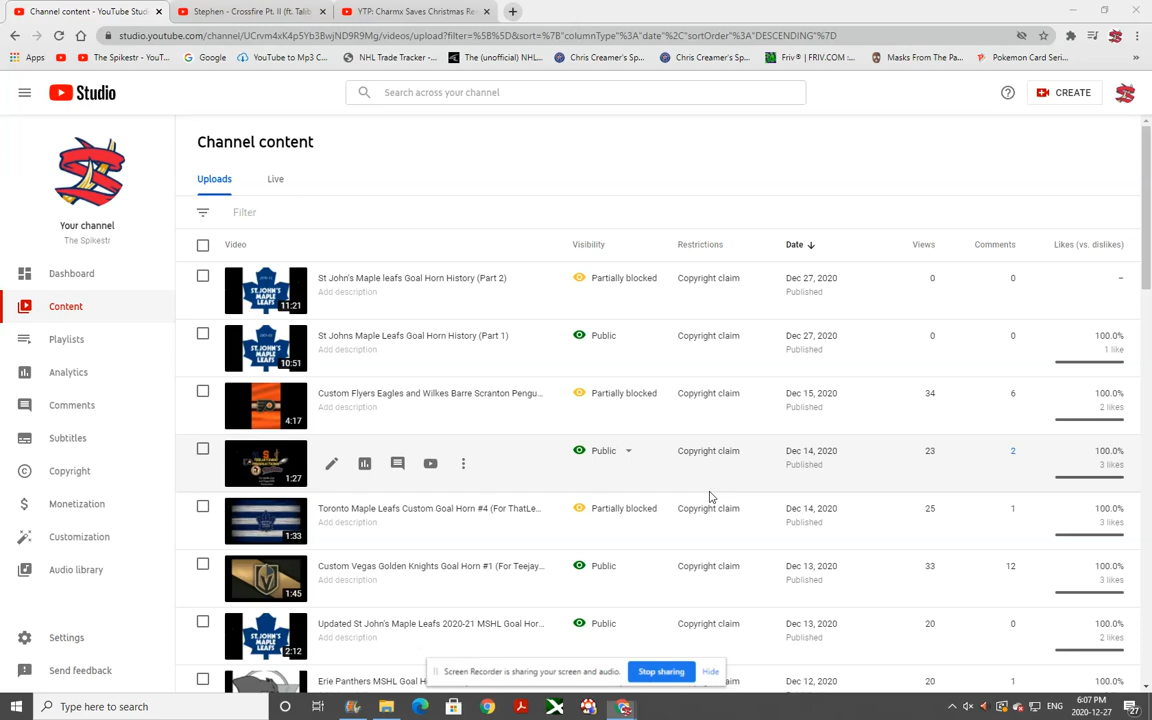 Channel content - YouTube Studio
Stephen - Crossfire Pt. II (ft. Talib
YTP: Charmx Saves Christmas Re
studio.youtube.com/channel/UCrvm4xK4p5Yb3BwjND9R9Mg/videos/upload?filter=%5B%5D&sort=%7B"columnType"%3A"date"%2C"sortOrder"%3A"DESCENDING"%7D
Apps
The Spikestr - YouT...
Google
YouTube to Mp3 C...
NHL Trade Tracker -...
The (unofficial) NHL...
Chris Creamer's Sp...
Chris Creamer's Sp...
Friv® | FRIV.COM :...
Masks From The Pa...
Pokemon Card Seri...
»
Studio
Search across your channel
CREATE
Your channel
The Spikestr
Dashboard
Content
Playlists
Analytics
Comments
Subtitles
Copyright
Monetization
Customization
Audio library
Settings
Send feedback
Channel content
Uploads Live
Filter
Video Visibility Restrictions Date Views Comments Likes (vs. dislikes)
St John's Maple leafs Goal Horn History (Part 2) Partially blocked Copyright claim Dec 27, 2020 0 0 –
Add description Published
11:21
St Johns Maple Leafs Goal Horn History (Part 1) Public Copyright claim Dec 27, 2020 0 0 100.0%
Add description Published 1 like
10:51
Custom Flyers Eagles and Wilkes Barre Scranton Pengu... Partially blocked Copyright claim Dec 15, 2020 34 6 100.0%
Add description Published 2 likes
4:17
Public Copyright claim Dec 14, 2020 23 2 100.0%
Published 3 likes
1:27
Toronto Maple Leafs Custom Goal Horn #4 (For ThatLe... Partially blocked Copyright claim Dec 14, 2020 25 1 100.0%
Add description Published 3 likes
1:33
Custom Vegas Golden Knights Goal Horn #1 (For Teejay... Public Copyright claim Dec 13, 2020 33 12 100.0%
Add description Published 3 likes
1:45
Updated St John's Maple Leafs 2020-21 MSHL Goal Hor... Public Copyright claim Dec 13, 2020 20 0 100.0%
Add description Published 2 likes
2:12
Erie Panthers MSHL Goal H Copyright claim Dec 12, 2020 20 1 100.0%
Screen Recorder is sharing your screen and audio.
Stop sharing
Hide
Type here to search
ENG
6:07 PM
2020-12-27
27